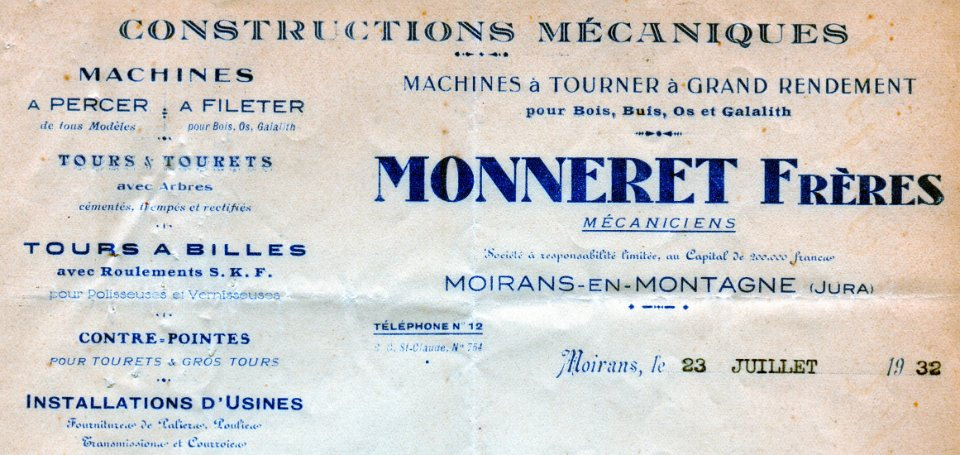 CONSTRUCTIONS MÉCANIQUES
MACHINES
A PERCER
de tous Modèles
A FILETER
pour Bois, Os, Galalith
TOURS & TOURETS
avec Arbres
cémentés, trempés et rectifiés
TOURS A BILLES
avec Roulements S. K. F.
pour Polisseuses et Vernisseuses
CONTRE=POINTES
POUR TOURETS & GROS TOURS
INSTALLATIONS D'USINES
Fournitures de Paliers, Poulies
Transmissions et Courroies
MACHINES à TOURNER à GRAND RENDEMENT
pour Bois, Buis, Os et Galalith
MONNERET FRÈRES
MÉCANICIENS
Société à responsabilité limitée, au Capital de 200.000 francs
MOIRANS-EN-MONTAGNE (JURA)
TÉLÉPHONE N° 12
R. C. St-Claude, N° 764
Moirans, le 23 JUILLET 1932